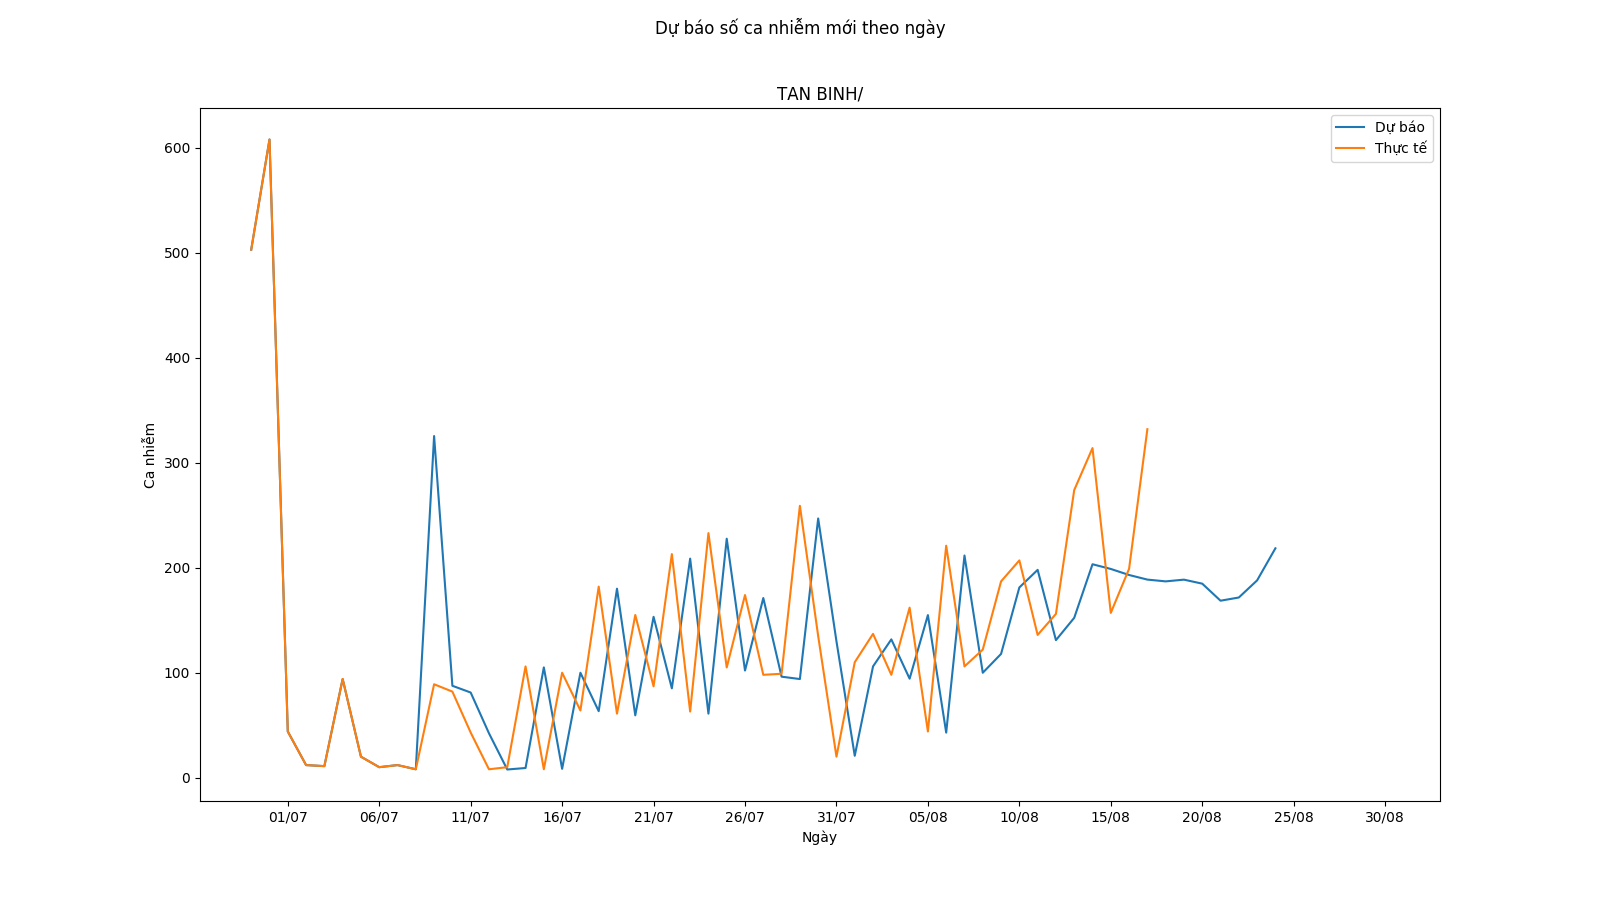 Dự báo số ca nhiễm mới theo ngày
TAN BINH/
Dự báo
Thực tế
600
500
400
300
200
100
0
Ca nhiễm
01/07 06/07 11/07 16/07 21/07 26/07 31/07 05/08 10/08 15/08 20/08 25/08 30/08
Ngày